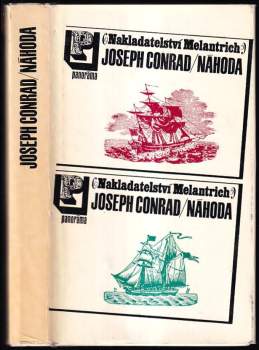 JOSEPH CONRAD/NÁHODA
P
panoráma
(Nakladatelství Melantrich:)
JOSEPH CONRAD/NÁHODA
P
panoráma
(Nakladatelství Melantrich:)
JOSEPH CONRAD/NÁHODA